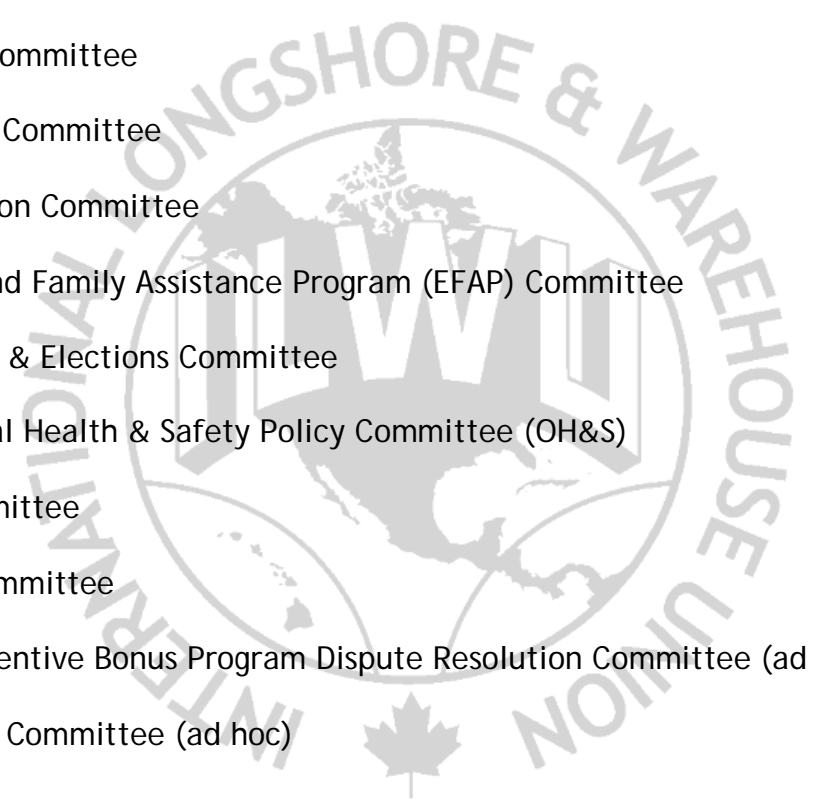 ommittee
Committee
on Committee
nd Family Assistance Program (EFAP) Committee
& Elections Committee
al Health & Safety Policy Committee (OH&S)
mittee
mmittee
entive Bonus Program Dispute Resolution Committee (ad
Committee (ad hoc)
INTERNATIONAL LONGSHORE & WAREHOUSE UNION
ILWU